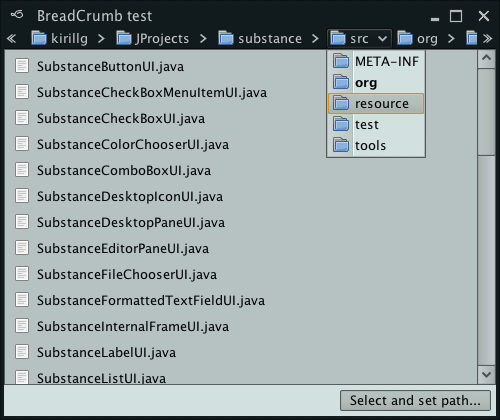 BreadCrumb test
kirillg JProjects substance src org
META-INF
org
resource
test
tools
SubstanceButtonUI.java
SubstanceCheckBoxMenuItemUI.java
SubstanceCheckBoxUI.java
SubstanceColorChooserUI.java
SubstanceComboBoxUI.java
SubstanceDesktopIconUI.java
SubstanceDesktopPaneUI.java
SubstanceEditorPaneUI.java
SubstanceFileChooserUI.java
SubstanceFormattedTextFieldUI.java
SubstanceInternalFrameUI.java
SubstanceLabelUI.java
SubstanceListUI.java
Select and set path...